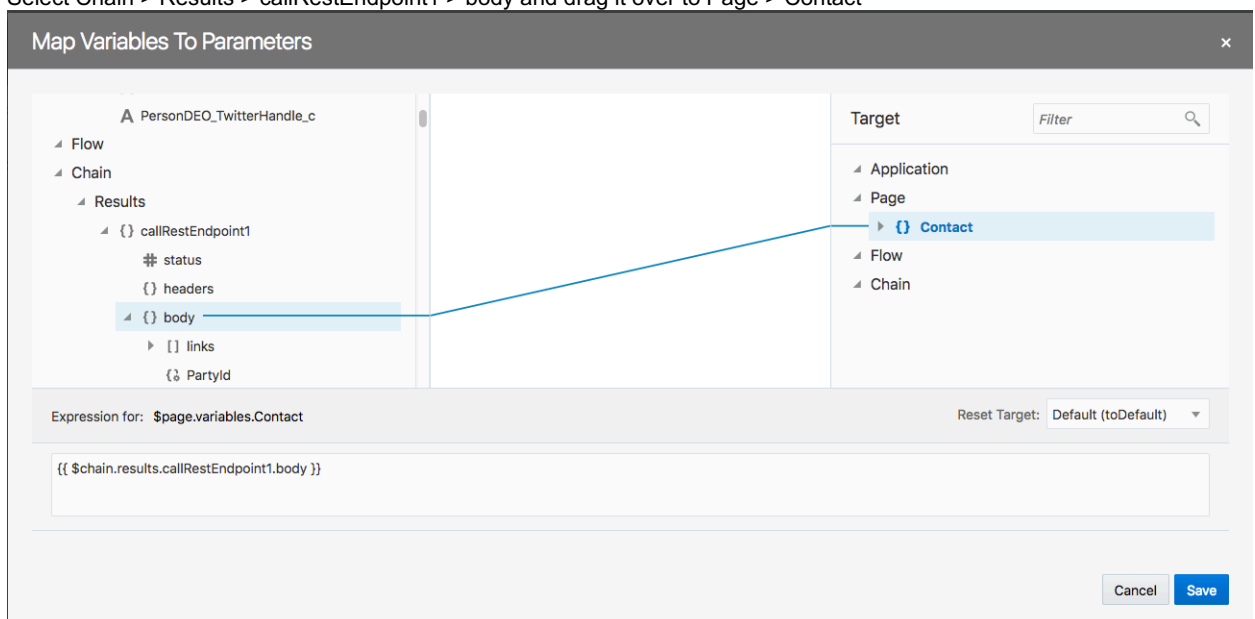 Select Chain > Results > callRestEndpoint1 > body and drag it over to Page > Contact
Map Variables To Parameters
×
A PersonDEO_TwitterHandle_c
Flow
Chain
Results
{} callRestEndpoint1
# status
{} headers
{} body
[] links
PartyId
Target
Filter
Application
Page
{} Contact
Flow
Chain
Expression for: $page.variables.Contact
Reset Target: Default (toDefault)
{{ $chain.results.callRestEndpoint1.body }}
Cancel
Save